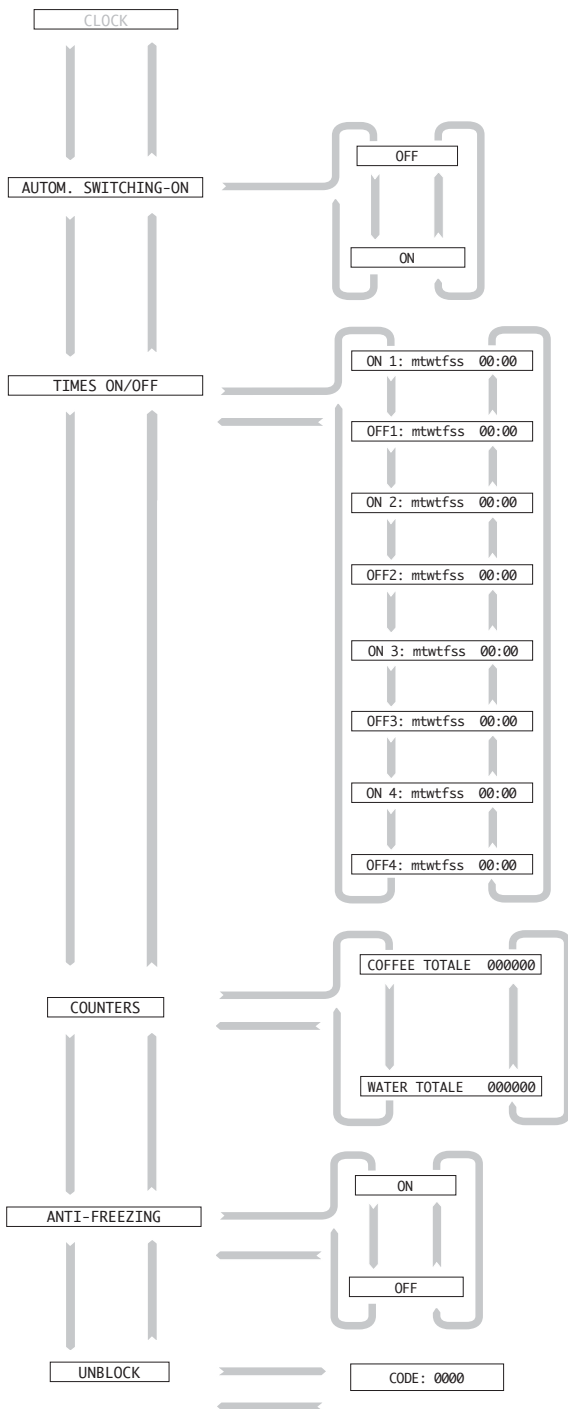 CLOCK
OFF
AUTOM. SWITCHING-ON
ON
ON 1: mtwtfss 00:00
TIMES ON/OFF
OFF1: mtwtfss 00:00
ON 2: mtwtfss 00:00
OFF2: mtwtfss 00:00
ON 3: mtwtfss 00:00
OFF3: mtwtfss 00:00
ON 4: mtwtfss 00:00
OFF4: mtwtfss 00:00
COFFEE TOTALE 000000
COUNTERS
WATER TOTALE 000000
ON
ANTI-FREEZING
OFF
UNBLOCK
CODE: 0000